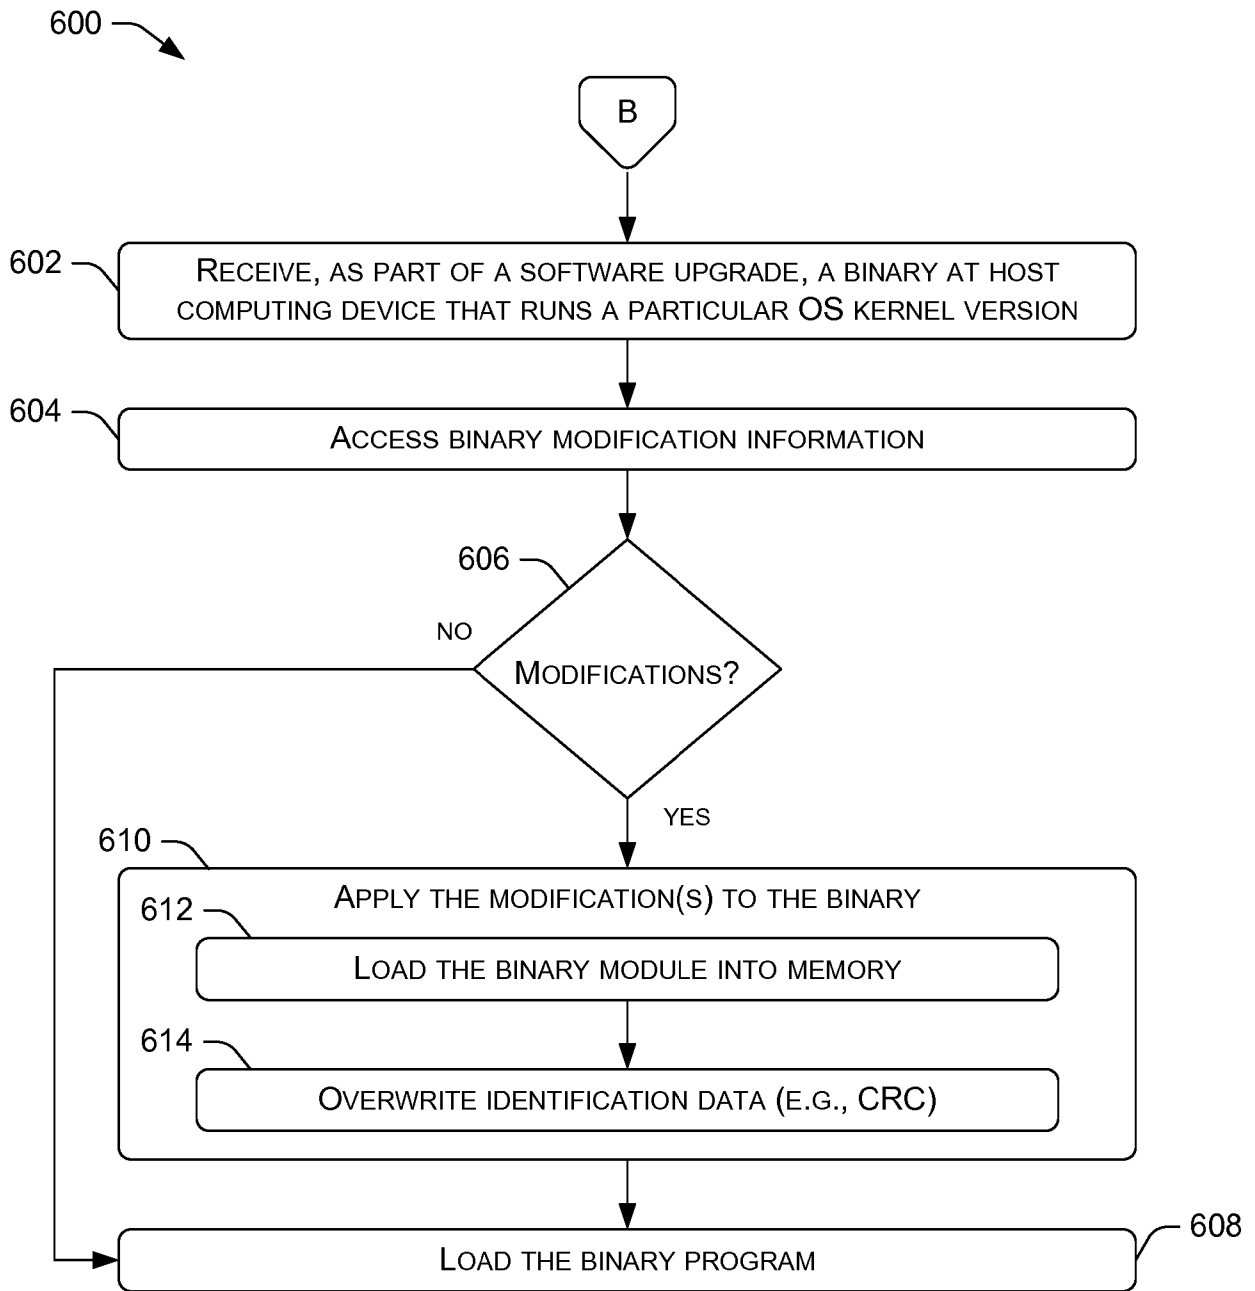 600
B
602
RECEIVE, AS PART OF A SOFTWARE UPGRADE, A BINARY AT HOST
COMPUTING DEVICE THAT RUNS A PARTICULAR OS KERNEL VERSION
604
ACCESS BINARY MODIFICATION INFORMATION
606
NO
MODIFICATIONS?
YES
610
APPLY THE MODIFICATION(S) TO THE BINARY
612
LOAD THE BINARY MODULE INTO MEMORY
614
OVERWRITE IDENTIFICATION DATA (E.G., CRC)
608
LOAD THE BINARY PROGRAM